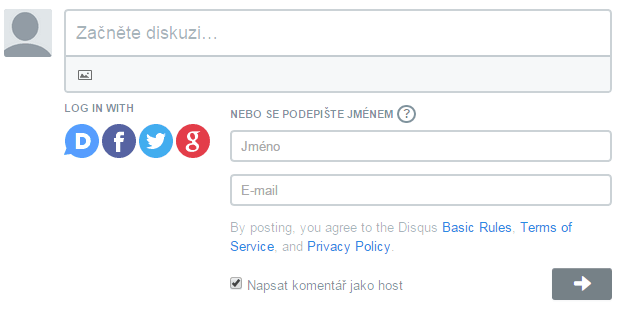 Začněte diskuzi...
LOG IN WITH
NEBO SE PODEPIŠTE JMÉNEM ?
D f g
Jméno
E-mail
By posting, you agree to the Disqus Basic Rules, Terms of
Service, and Privacy Policy.
Napsat komentář jako host